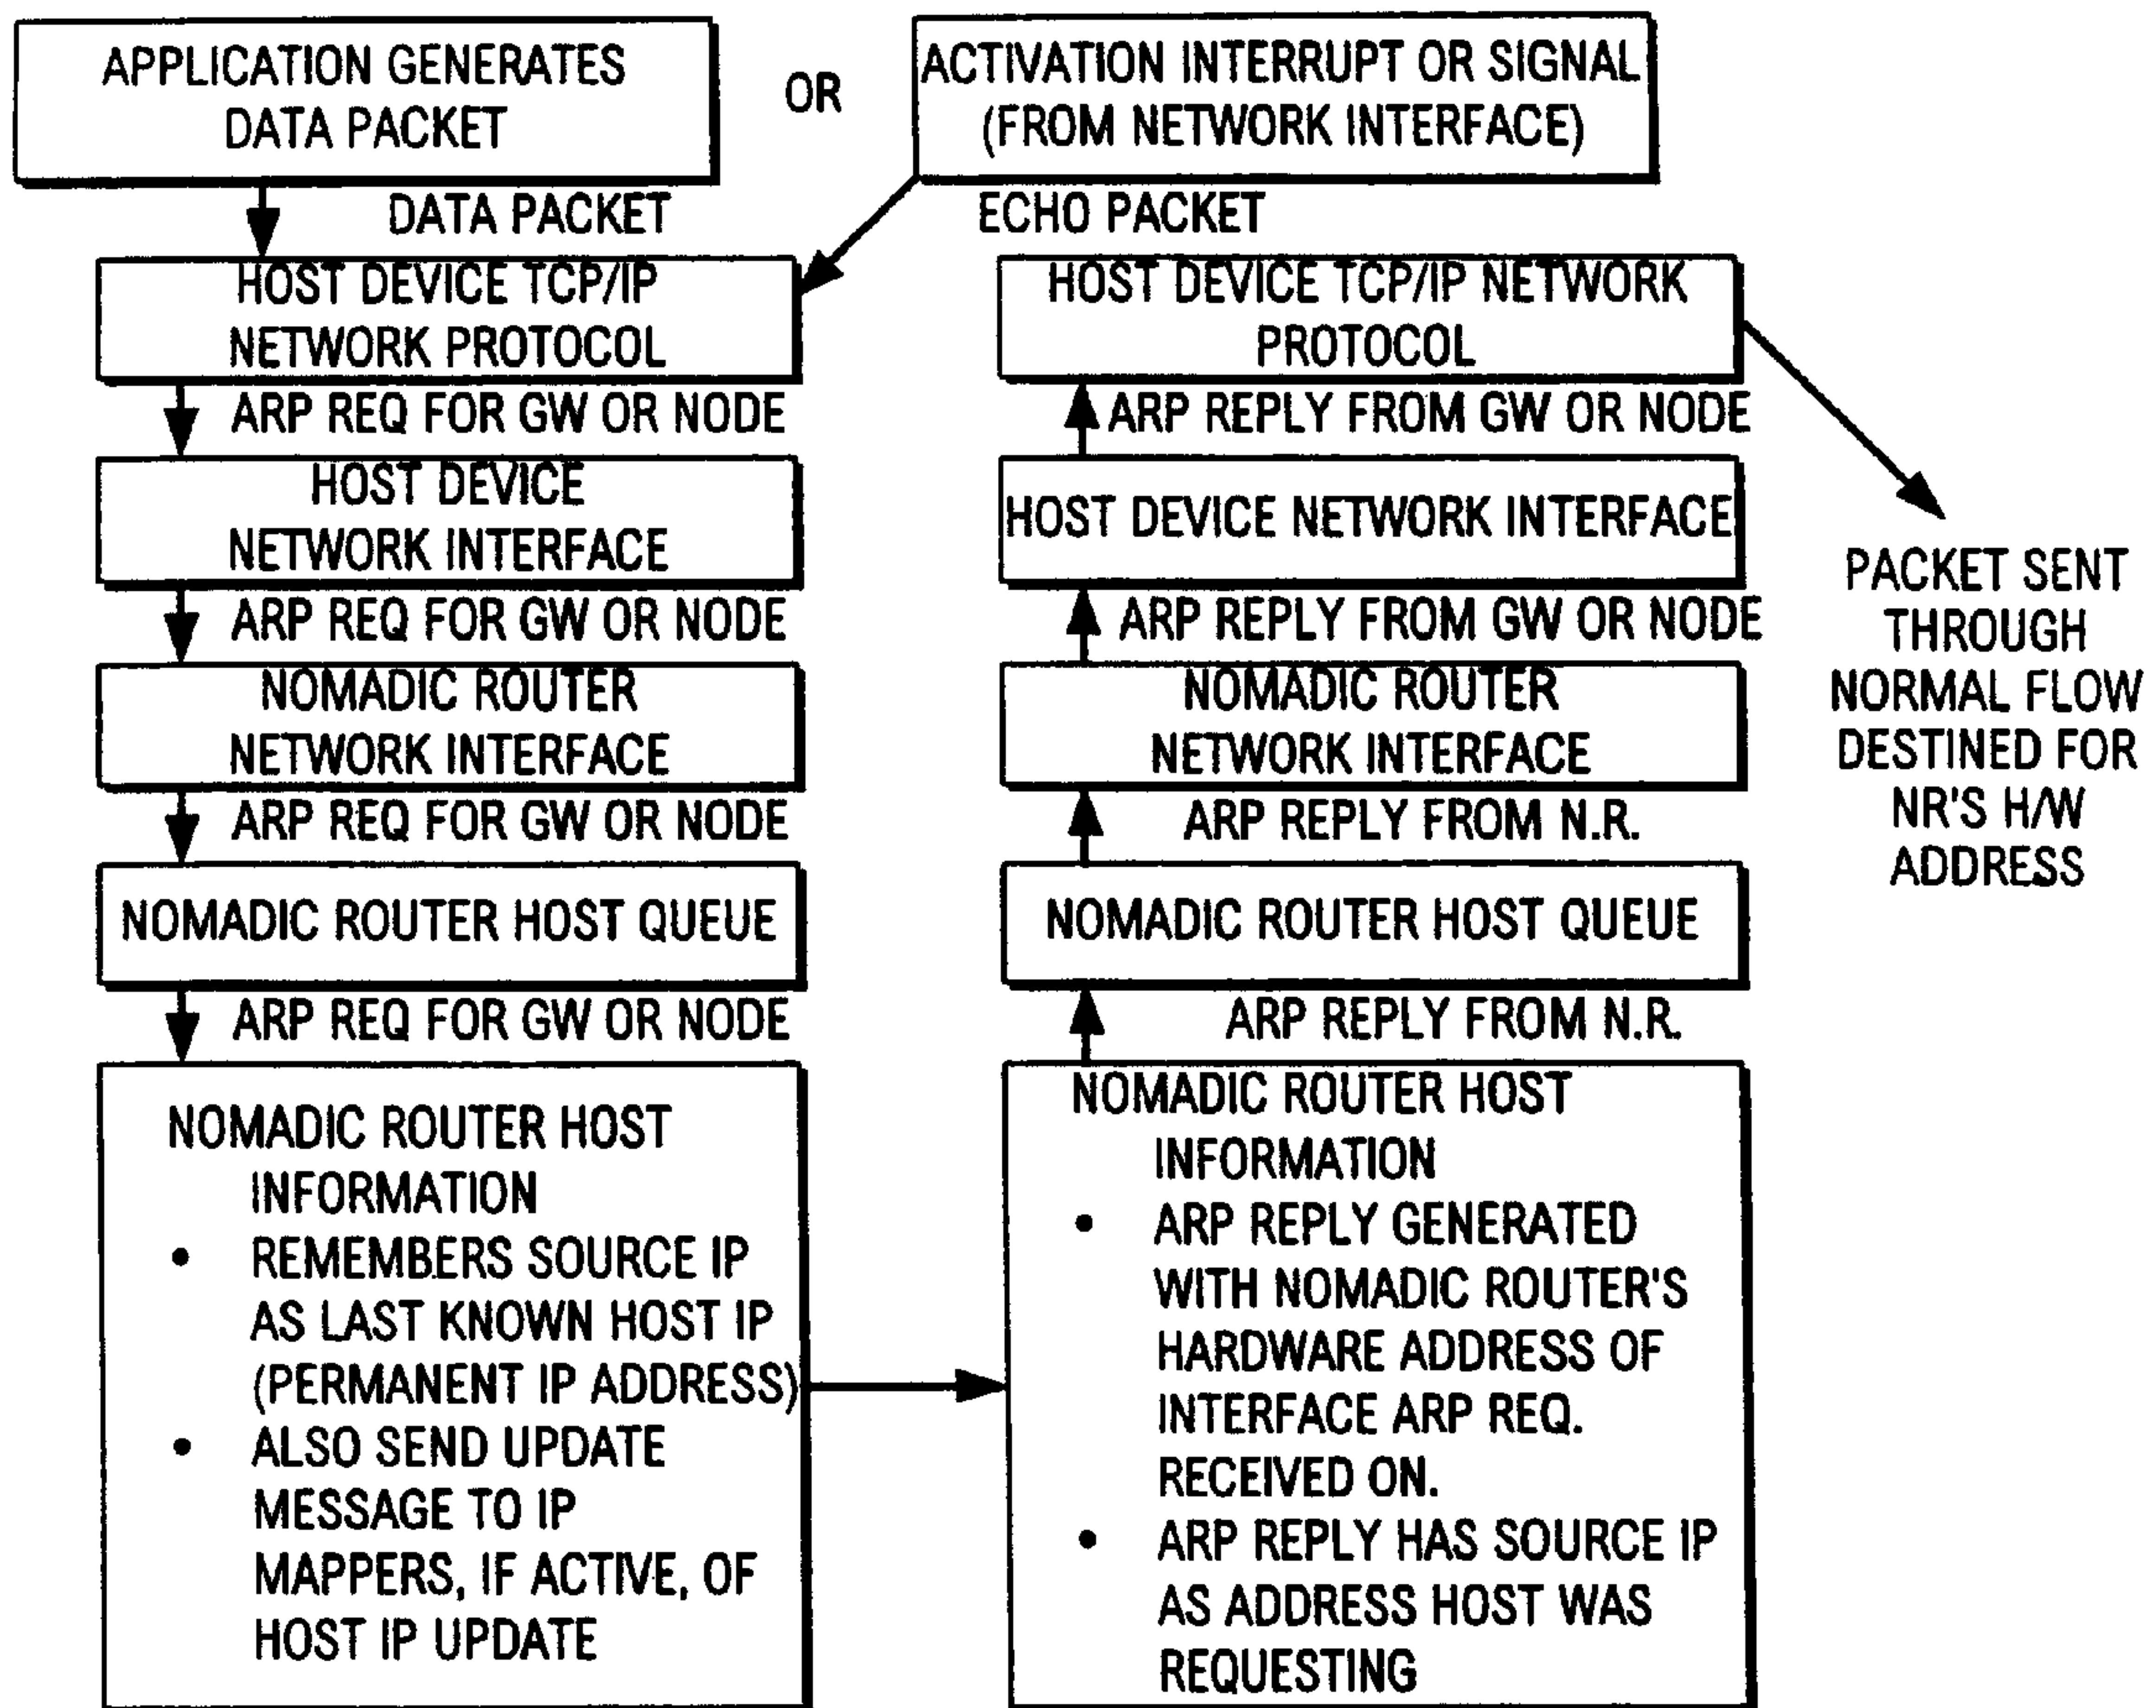 APPLICATION GENERATES
DATA PACKET
OR
ACTIVATION INTERRUPT OR SIGNAL
(FROM NETWORK INTERFACE)
DATA PACKET
ECHO PACKET
HOST DEVICE TCP/IP
NETWORK PROTOCOL
ARP REQ FOR GW OR NODE
HOST DEVICE
NETWORK INTERFACE
ARP REQ FOR GW OR NODE
NOMADIC ROUTER
NETWORK INTERFACE
ARP REQ FOR GW OR NODE
NOMADIC ROUTER HOST QUEUE
ARP REQ FOR GW OR NODE
NOMADIC ROUTER HOST
INFORMATION
• REMEMBERS SOURCE IP
AS LAST KNOWN HOST IP
(PERMANENT IP ADDRESS)
• ALSO SEND UPDATE
MESSAGE TO IP
MAPPERS, IF ACTIVE, OF
HOST IP UPDATE
HOST DEVICE TCP/IP NETWORK
PROTOCOL
ARP REPLY FROM GW OR NODE
HOST DEVICE NETWORK INTERFACE
ARP REPLY FROM GW OR NODE
NOMADIC ROUTER
NETWORK INTERFACE
ARP REPLY FROM N.R.
NOMADIC ROUTER HOST QUEUE
ARP REPLY FROM N.R.
NOMADIC ROUTER HOST
INFORMATION
• ARP REPLY GENERATED
WITH NOMADIC ROUTER'S
HARDWARE ADDRESS OF
INTERFACE ARP REQ.
RECEIVED ON.
• ARP REPLY HAS SOURCE IP
AS ADDRESS HOST WAS
REQUESTING
PACKET SENT
THROUGH
NORMAL FLOW
DESTINED FOR
NR'S H/W
ADDRESS